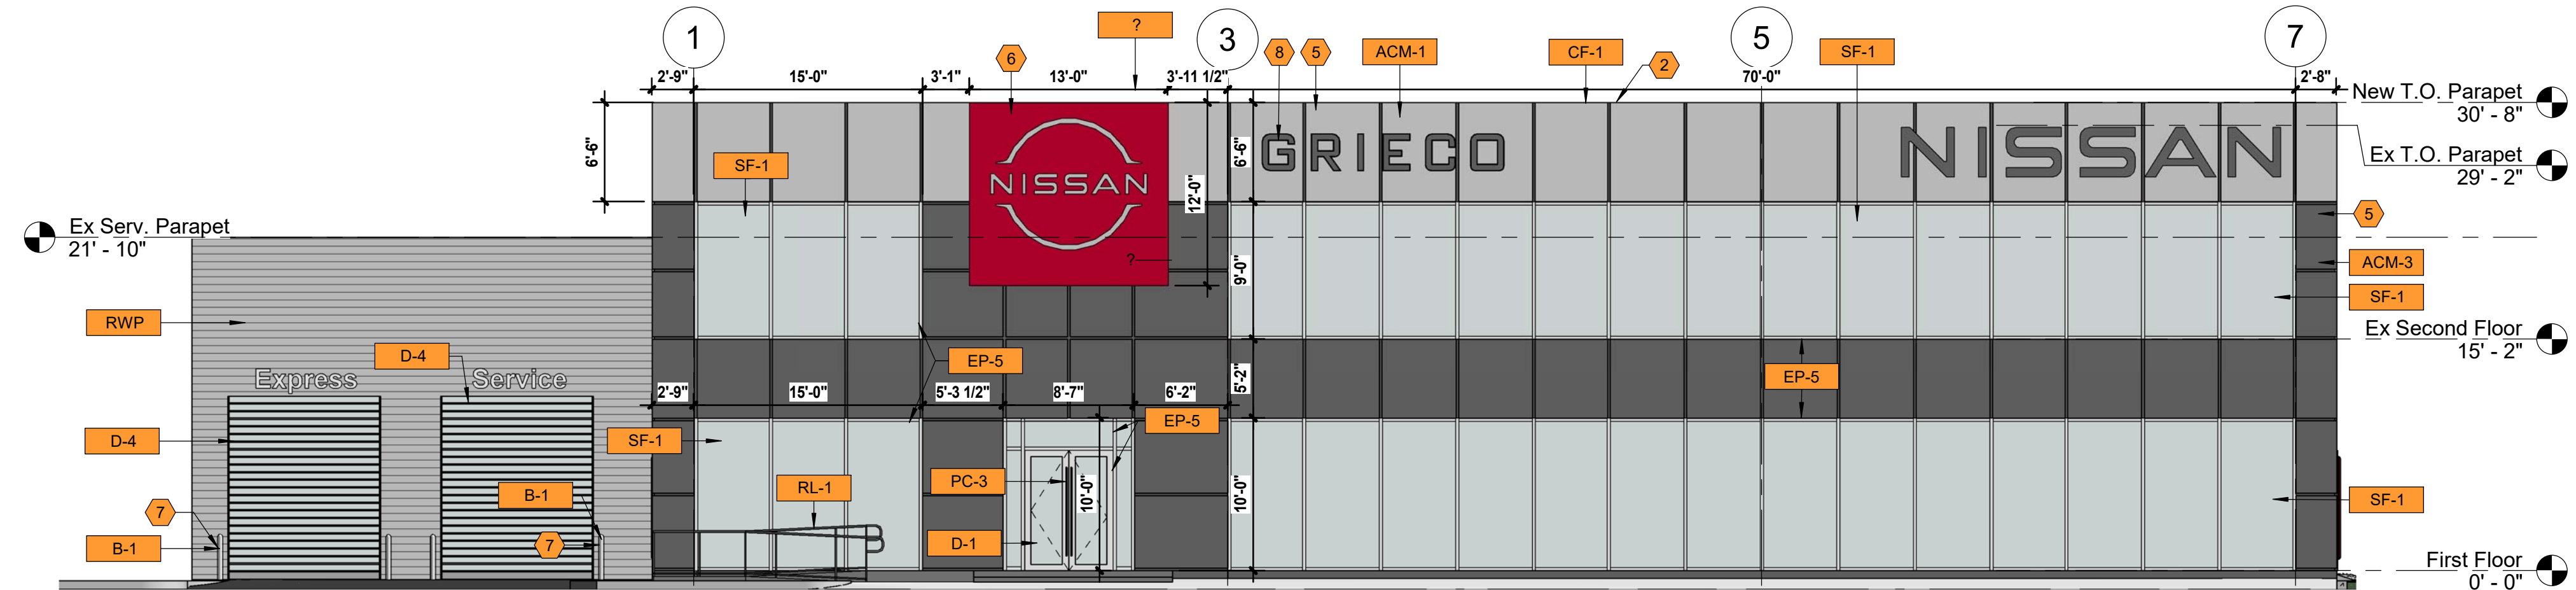 1
3
5
7
?
6
8
5
ACM-1
CF-1
2
SF-1
2'-9"
15'-0"
3'-1"
13'-0"
3'-11 1/2"
70'-0"
2'-8"
New T.O. Parapet
30' - 8"
Ex T.O. Parapet
29' - 2"
6'-6"
SF-1
NISSAN
12'-0"
6'-6"
GRIECO
NISSAN
5
Ex Serv. Parapet
21' - 10"
?
9'-0"
ACM-3
SF-1
RWP
D-4
EP-5
Ex Second Floor
15' - 2"
Express
Service
2'-9"
15'-0"
5'-3 1/2"
8'-7"
6'-2"
5'-2"
EP-5
D-4
SF-1
EP-5
RL-1
PC-3
10'-0"
10'-0"
B-1
SF-1
7
B-1
7
D-1
First Floor
0' - 0"